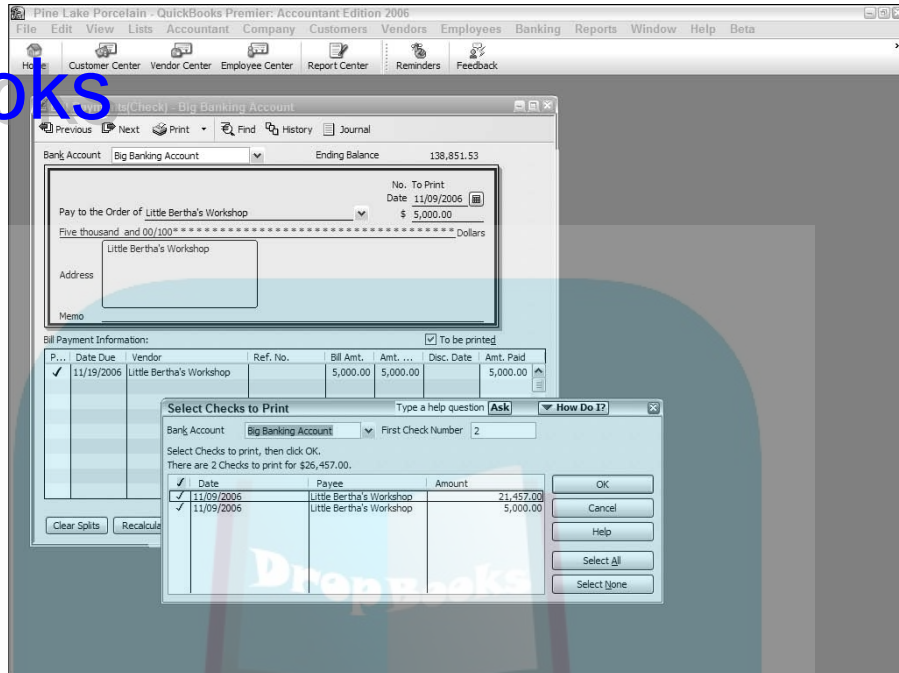 Pine Lake Porcelain - QuickBooks Premier: Accountant Edition 2006
File Edit View Lists Accountant Company Customers Vendors Employees Banking Reports Window Help Beta
Home Customer Center Vendor Center Employee Center Report Center Reminders Feedback
oks
(Check) - Big Banking Account
Previous Next Print Find History Journal
Bank Account Big Banking Account Ending Balance 138,851.53
No. To Print
Date 11/09/2006
Pay to the Order of Little Bertha's Workshop $ 5,000.00
Five thousand and 00/100* * * * * * * * * * * * * * * * * * * * * * * * * * * * * * * * * * * * * * Dollars
Little Bertha's Workshop
Address
Memo
Bill Payment Information: To be printed
P... Date Due Vendor Ref. No. Bill Amt. Amt. ... Disc. Date Amt. Paid
11/19/2006 Little Bertha's Workshop 5,000.00 5,000.00 5,000.00
Select Checks to Print Type a help question Ask How Do I?
Bank Account Big Banking Account First Check Number 2
Select Checks to print, then click OK.
There are 2 Checks to print for $26,457.00.
✓ Date Payee Amount
✓ 11/09/2006 Little Bertha's Workshop 21,457.00
✓ 11/09/2006 Little Bertha's Workshop 5,000.00
OK
Cancel
Help
Select All
Select None
Clear Splits Recalcula
DropBooks